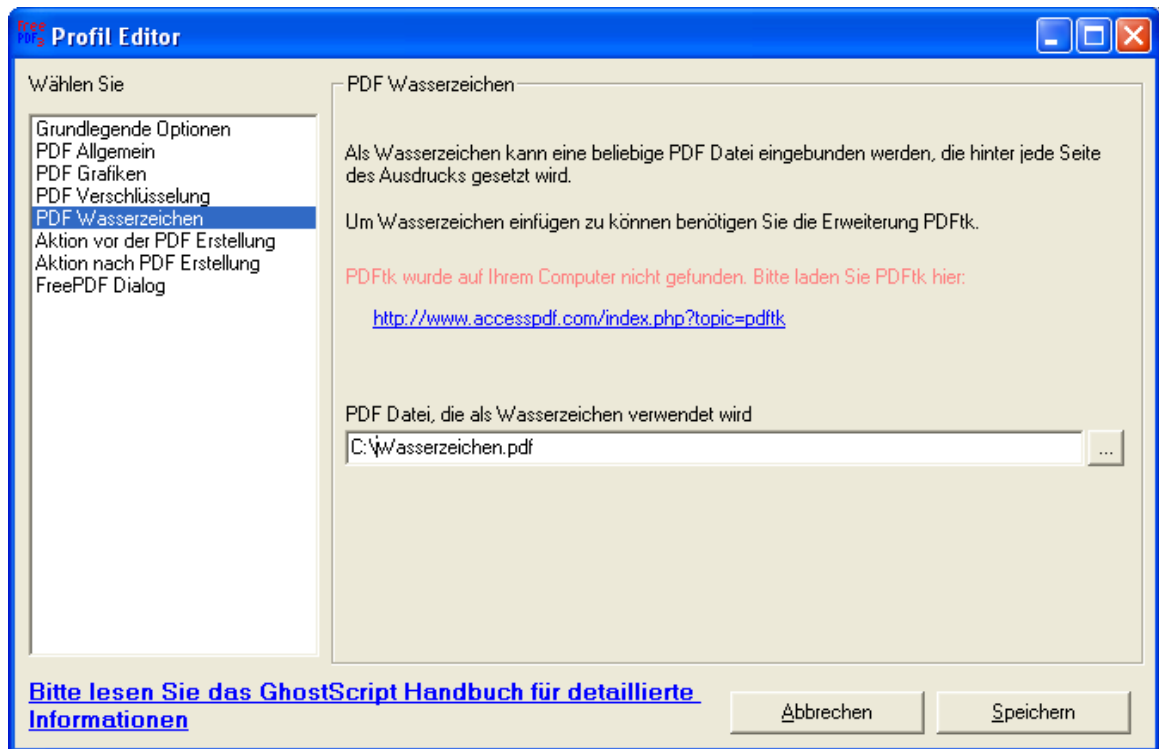 free
PDF3
Profil Editor
Wählen Sie
Grundlegende Optionen
PDF Allgemein
PDF Grafiken
PDF Verschlüsselung
PDF Wasserzeichen
Aktion vor der PDF Erstellung
Aktion nach PDF Erstellung
FreePDF Dialog
PDF Wasserzeichen
Als Wasserzeichen kann eine beliebige PDF Datei eingebunden werden, die hinter jede Seite
des Ausdrucks gesetzt wird.
Um Wasserzeichen einfügen zu können benötigen Sie die Erweiterung PDFtk.
PDFtk wurde auf Ihrem Computer nicht gefunden. Bitte laden Sie PDFtk hier:
http://www.accesspdf.com/index.php?topic=pdftk
PDF Datei, die als Wasserzeichen verwendet wird
C:\Wasserzeichen.pdf
...
Bitte lesen Sie das GhostScript Handbuch für detaillierte
Informationen
Abbrechen
Speichern